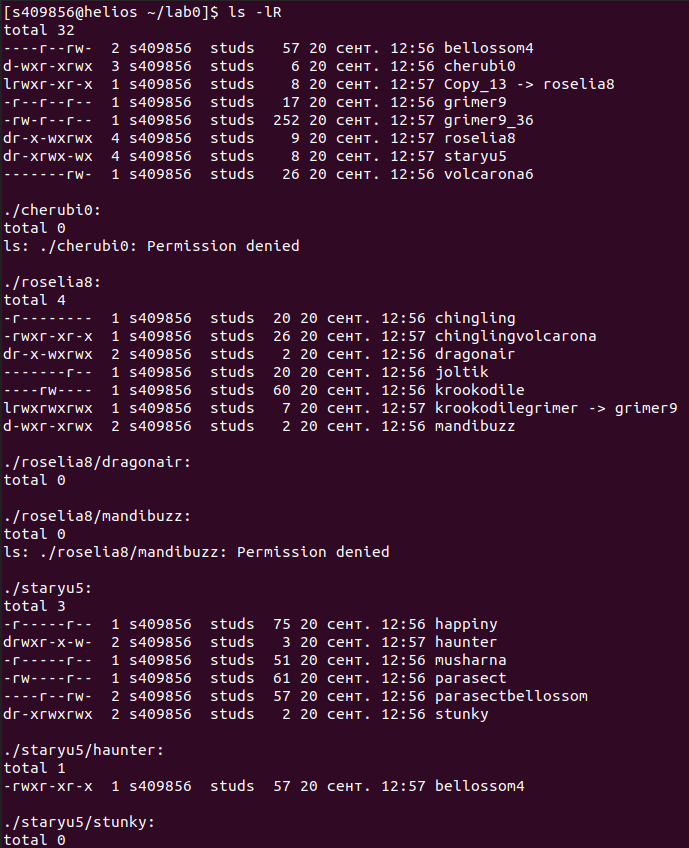 [s409856@helios ~/lab0]$ ls -lR
total 32
----r--rw-  2 s409856  studs   57 20 сент. 12:56 bellossom4
d-wxr-xrwx  3 s409856  studs    6 20 сент. 12:56 cherubi0
lrwxr-xr-x  1 s409856  studs    8 20 сент. 12:57 Copy_13 -> roselia8
-r--r--r--  1 s409856  studs   17 20 сент. 12:56 grimer9
-rw-r--r--  1 s409856  studs  252 20 сент. 12:57 grimer9_36
dr-x-wxrwx  4 s409856  studs    9 20 сент. 12:57 roselia8
dr-xrwx-wx  4 s409856  studs    8 20 сент. 12:57 staryu5
-------rw-  1 s409856  studs   26 20 сент. 12:56 volcarona6

./cherubi0:
total 0
ls: ./cherubi0: Permission denied

./roselia8:
total 4
-r--------  1 s409856  studs  20 20 сент. 12:56 chingling
-rwxr-xr-x  1 s409856  studs  26 20 сент. 12:57 chinglingvolcarona
dr-x-wxrwx  2 s409856  studs   2 20 сент. 12:56 dragonair
-------r--  1 s409856  studs  20 20 сент. 12:56 joltik
----rw----  1 s409856  studs  60 20 сент. 12:56 krookodile
lrwxrwxrwx  1 s409856  studs   7 20 сент. 12:57 krookodilegrimer -> grimer9
d-wxr-xrwx  2 s409856  studs   2 20 сент. 12:56 mandibuzz

./roselia8/dragonair:
total 0

./roselia8/mandibuzz:
total 0
ls: ./roselia8/mandibuzz: Permission denied

./staryu5:
total 3
-r-----r--  1 s409856  studs  75 20 сент. 12:56 happiny
drwxr-x-w-  2 s409856  studs   3 20 сент. 12:57 haunter
-r-----r--  1 s409856  studs  51 20 сент. 12:56 musharna
-rw----r--  1 s409856  studs  61 20 сент. 12:56 parasect
----r--rw-  2 s409856  studs  57 20 сент. 12:56 parasectbellossom
dr-xrwxrwx  2 s409856  studs   2 20 сент. 12:56 stunky

./staryu5/haunter:
total 1
-rwxr-xr-x  1 s409856  studs  57 20 сент. 12:57 bellossom4

./staryu5/stunky:
total 0